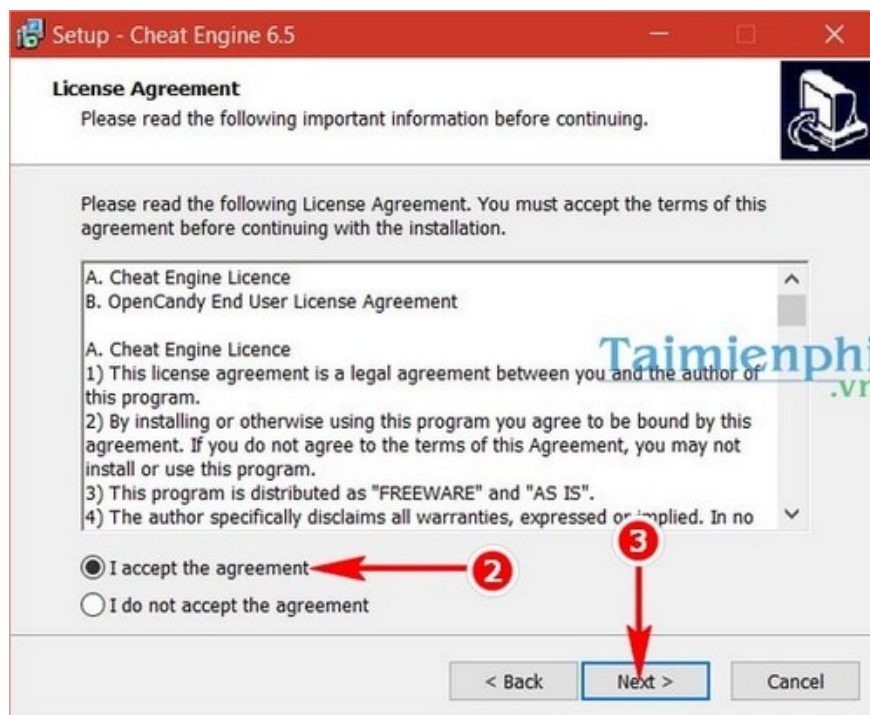 Setup - Cheat Engine 6.5
License Agreement
Please read the following important information before continuing.
Please read the following License Agreement. You must accept the terms of this
agreement before continuing with the installation.
A. Cheat Engine Licence
B. OpenCandy End User License Agreement
A. Cheat Engine Licence
1) This license agreement is a legal agreement between you and the author of
this program.
2) By installing or otherwise using this program you agree to be bound by this
agreement. If you do not agree to the terms of this Agreement, you may not
install or use this program.
3) This program is distributed as "FREEWARE" and "AS IS".
4) The author specifically disclaims all warranties, expressed or implied. In no
Taimienphi
.vn
I accept the agreement
2
3
I do not accept the agreement
< Back
Next >
Cancel